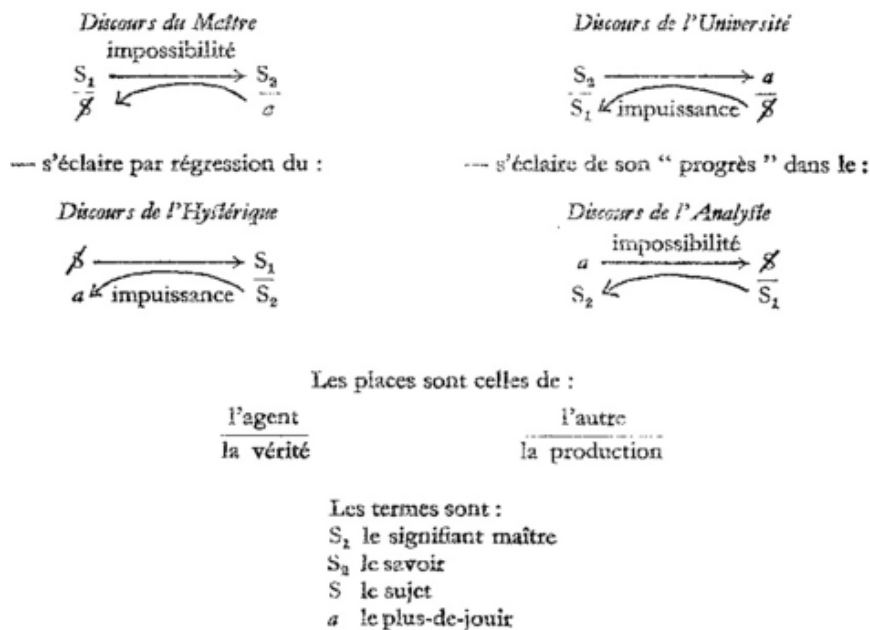 Discours du Maître
impossibilité
S₁ ⟶ S₂
$ a
Discours de l'Université
S₂ ⟶ a
S₁ impuissance $
— s'éclaire par régression du :
— s'éclaire de son “ progrès ” dans le :
Discours de l'Hystérique
$ ⟶ S₁
a impuissance S₂
Discours de l'Analyste
impossibilité
a ⟶ $
S₂ S₁
Les places sont celles de :
l'agent
la vérité
l'autre
la production
Les termes sont :
S₁ le signifiant maître
S₂ le savoir
S le sujet
a le plus-de-jouir